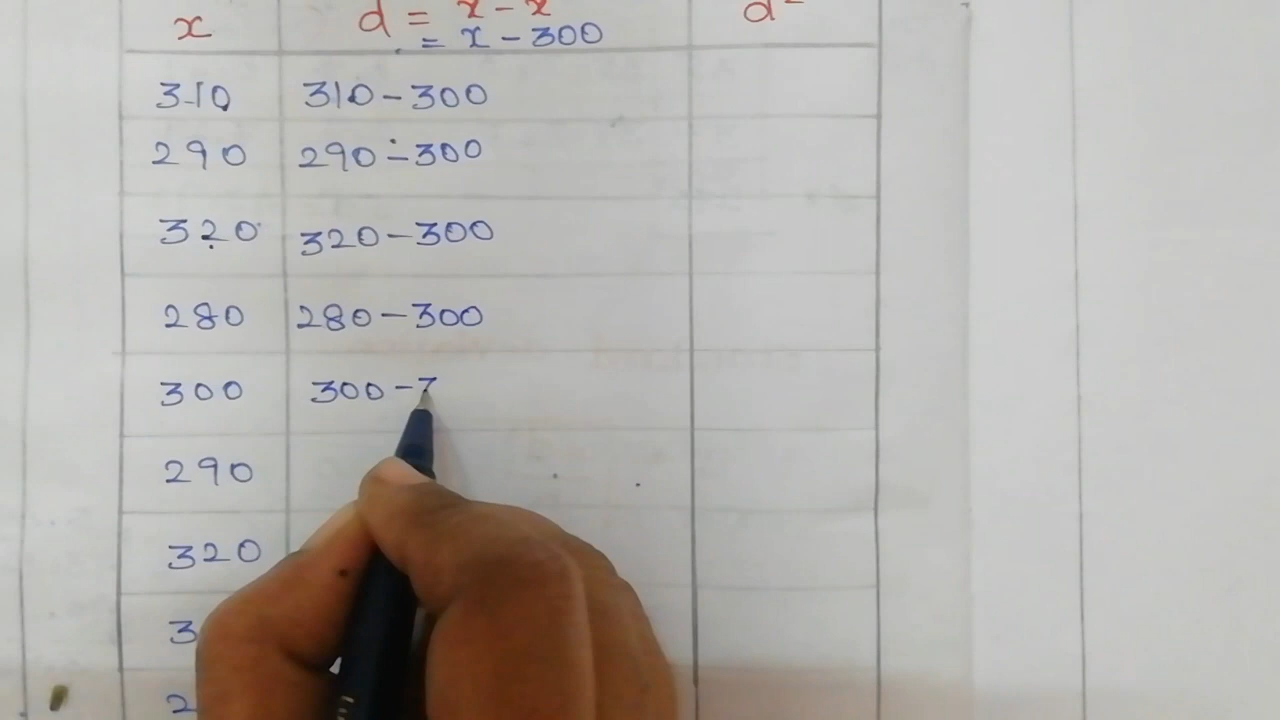 x d = x - x̄ d²
= x - 300
310 310 - 300
290 290 - 300
320 320 - 300
280 280 - 300
300 300 -
290
320
3
2